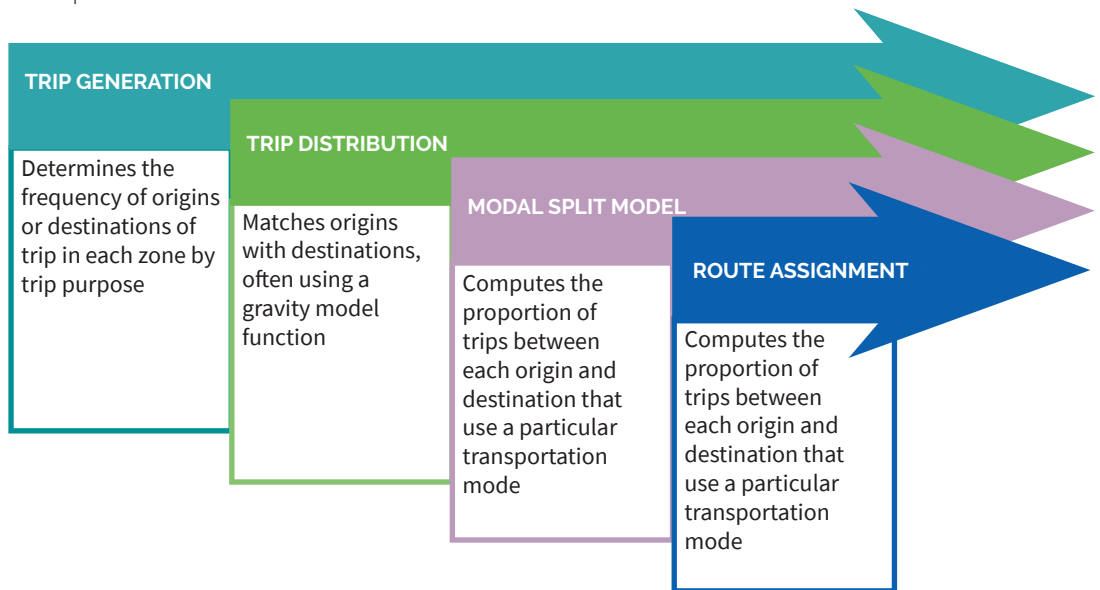 TRIP GENERATION
Determines the
frequency of origins
or destinations of
trip in each zone by
trip purpose
TRIP DISTRIBUTION
Matches origins
with destinations,
often using a
gravity model
function
MODAL SPLIT MODEL
Computes the
proportion of
trips between
each origin and
destination that
use a particular
transportation
mode
ROUTE ASSIGNMENT
Computes the
proportion of
trips between
each origin and
destination that
use a particular
transportation
mode